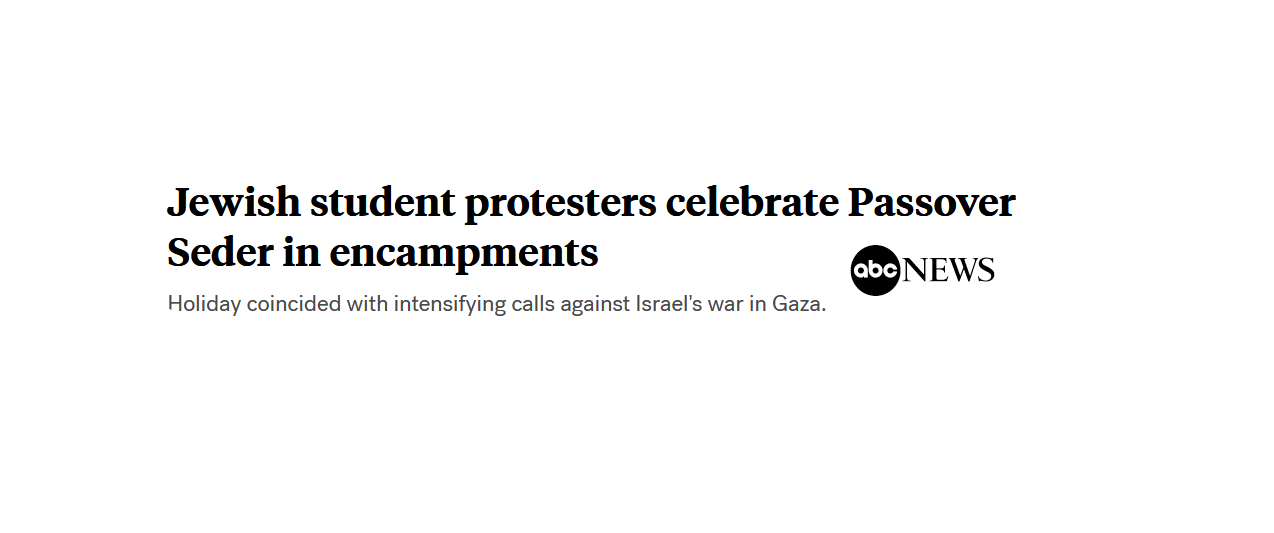 Jewish student protesters celebrate Passover
Seder in encampments
abc NEWS
Holiday coincided with intensifying calls against Israel's war in Gaza.